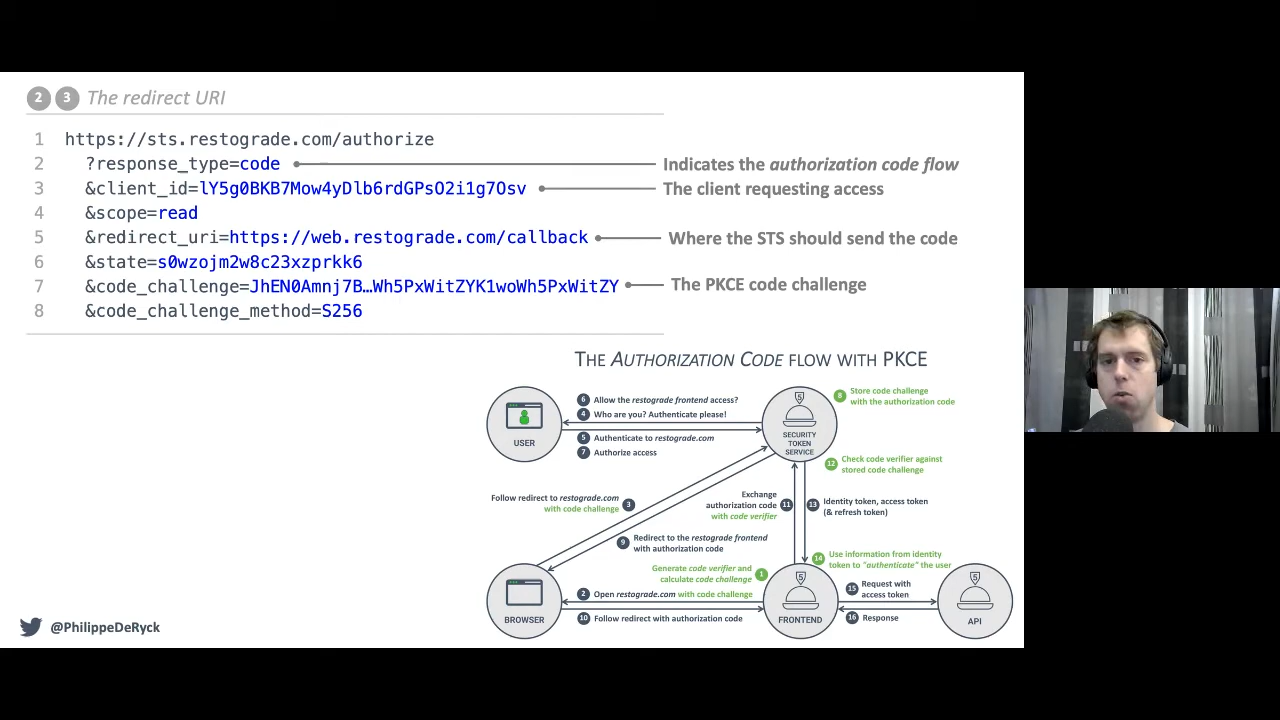 2 3 The redirect URI
1 https://sts.restograde.com/authorize
2 ?response_type=code
Indicates the authorization code flow
3 &client_id=lY5g0BKB7Mow4yDlb6rdGPsO2i1g7Osv
The client requesting access
4 &scope=read
5 &redirect_uri=https://web.restograde.com/callback
Where the STS should send the code
6 &state=s0wzojm2w8c23xzprkk6
7 &code_challenge=JhEN0Amnj7B…Wh5PxWitZYK1woWh5PxWitZY
The PKCE code challenge
8 &code_challenge_method=S256
THE AUTHORIZATION CODE FLOW WITH PKCE
USER
6 Allow the restograde frontend access?
4 Who are you? Authenticate please!
5 Authenticate to restograde.com
7 Authorize access
5
SECURITY
TOKEN
SERVICE
8 Store code challenge
with the authorization code
12 Check code verifier against
stored code challenge
Follow redirect to restograde.com
with code challenge
3
9 Redirect to the restograde frontend
with authorization code
Exchange
authorization code
with code verifier
11
13 Identity token, access token
(& refresh token)
Generate code verifier and
calculate code challenge
1
14 Use information from identity
token to "authenticate" the user
2 Open restograde.com with code challenge
10 Follow redirect with authorization code
BROWSER
5
FRONTEND
15 Request with
access token
16 Response
5
API
@PhilippeDeRyck